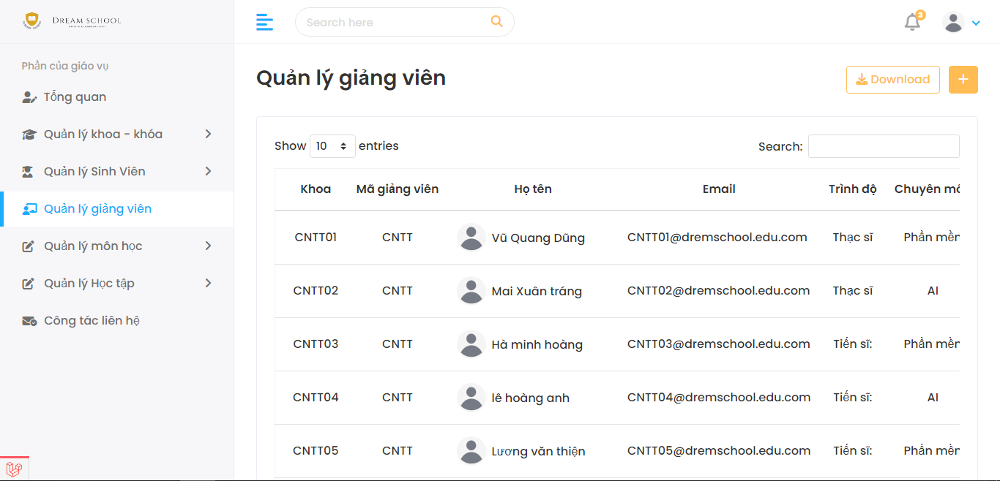 DREAM SCHOOL
Search here
3
Phần của giáo vụ
Tổng quan
Quản lý khoa - khóa
Quản lý Sinh Viên
Quản lý giảng viên
Quản lý môn học
Quản lý Học tập
Công tác liên hệ
Quản lý giảng viên
Download
+
Show 10 entries
Search:
Khoa Mã giảng viên Họ tên Email Trình độ Chuyên mô
CNTT01 CNTT Vũ Quang Dũng CNTT01@dremschool.edu.com Thạc sĩ Phần mền
CNTT02 CNTT Mai Xuân tráng CNTT02@dremschool.edu.com Thạc sĩ AI
CNTT03 CNTT Hà minh hoàng CNTT03@dremschool.edu.com Tiến sĩ: Phần mền
CNTT04 CNTT lê hoàng anh CNTT04@dremschool.edu.com Tiến sĩ: AI
CNTT05 CNTT Lương văn thiện CNTT05@dremschool.edu.com Tiến sĩ: Phần mền